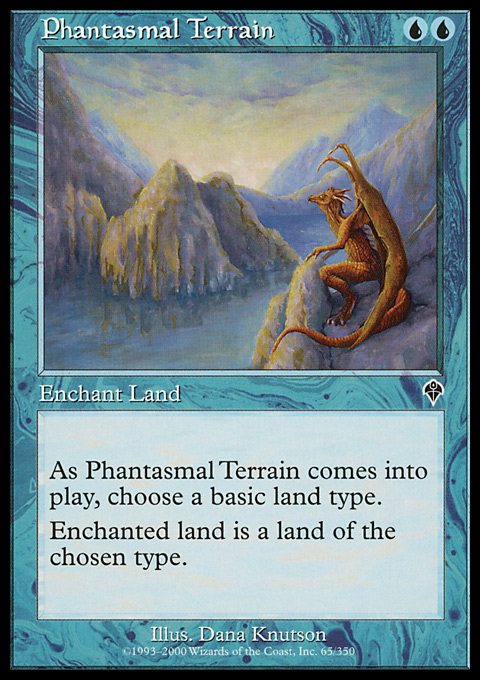 Phantasmal Terrain
Enchant Land
As Phantasmal Terrain comes into
play, choose a basic land type.
Enchanted land is a land of the
chosen type.
Illus. Dana Knutson
©1993–2000 Wizards of the Coast, Inc. 65/350